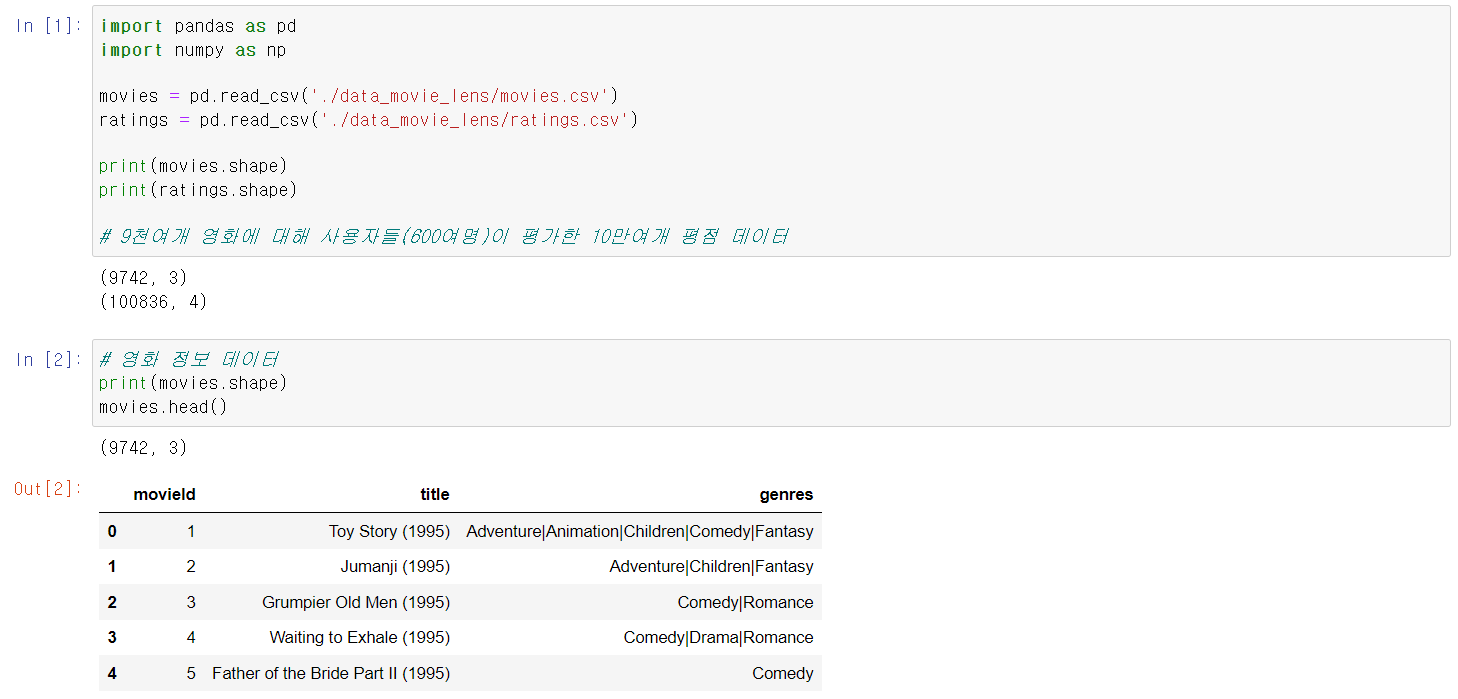 In [1]:
import pandas as pd
import numpy as np
movies = pd.read_csv('./data_movie_lens/movies.csv')
ratings = pd.read_csv('./data_movie_lens/ratings.csv')
print(movies.shape)
print(ratings.shape)
# 9천여개 영화에 대해 사용자들(600여명)이 평가한 10만여개 평점 데이터
(9742, 3)
(100836, 4)
In [2]:
# 영화 정보 데이터
print(movies.shape)
movies.head()
(9742, 3)
Out[2]:
movieId title genres
0 1 Toy Story (1995) Adventure|Animation|Children|Comedy|Fantasy
1 2 Jumanji (1995) Adventure|Children|Fantasy
2 3 Grumpier Old Men (1995) Comedy|Romance
3 4 Waiting to Exhale (1995) Comedy|Drama|Romance
4 5 Father of the Bride Part II (1995) Comedy